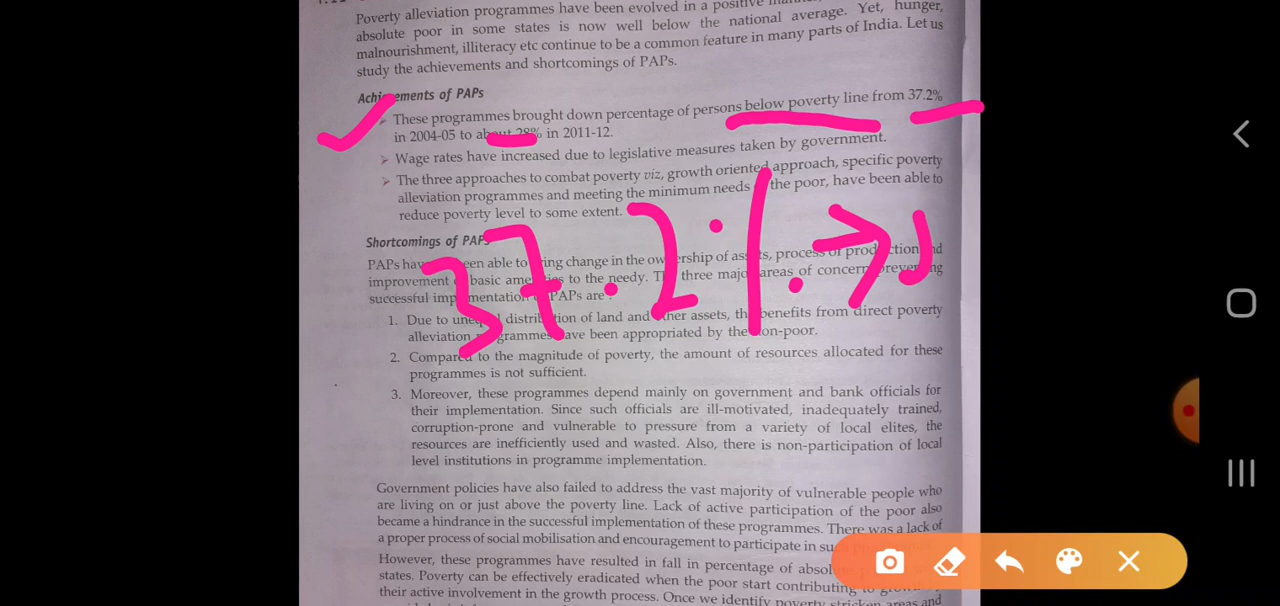 Poverty alleviation programmes have been evolved in a positive
absolute poor in some states is now well below the national average. Yet, hunger,
malnourishment, illiteracy etc continue to be a common feature in many parts of India. Let us
study the achievements and shortcomings of PAPs.
Achievements of PAPs
➢ These programmes brought down percentage of persons below poverty line from 37.2%
in 2004-05 to about 28% in 2011-12.
➢ Wage rates have increased due to legislative measures taken by government.
➢ The three approaches to combat poverty viz, growth oriented approach, specific poverty
alleviation programmes and meeting the minimum needs the poor, have been able to
reduce poverty level to some extent.
37.2%. →
Shortcomings of PAPs
PAPs have been able to bring change in the ownership of assets, process of production and
improvement basic amenities to the needy. The three major areas of concern preventing
successful implementation PAPs are :
1. Due to unequal distribution of land and other assets, the benefits from direct poverty
alleviation programmes have been appropriated by the non-poor.
2. Compared to the magnitude of poverty, the amount of resources allocated for these
programmes is not sufficient.
3. Moreover, these programmes depend mainly on government and bank officials for
their implementation. Since such officials are ill-motivated, inadequately trained,
corruption-prone and vulnerable to pressure from a variety of local elites, the
resources are inefficiently used and wasted. Also, there is non-participation of local
level institutions in programme implementation.
Government policies have also failed to address the vast majority of vulnerable people who
are living on or just above the poverty line. Lack of active participation of the poor also
became a hindrance in the successful implementation of these programmes. There was a lack of
a proper process of social mobilisation and encouragement to participate in
However, these programmes have resulted in fall in percentage of
states. Poverty can be effectively eradicated when the poor start contributing to
their active involvement in the growth process. Once we identify poverty stricken areas and